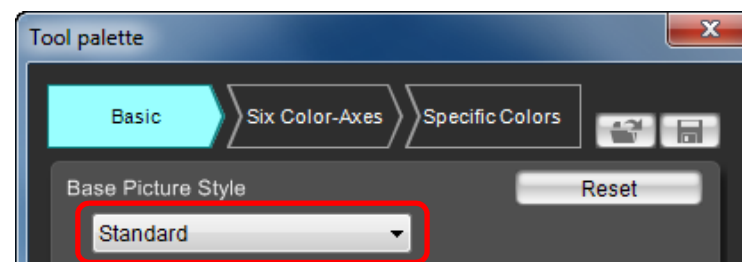 Tool palette
Basic
Six Color-Axes
Specific Colors
Base Picture Style
Reset
Standard